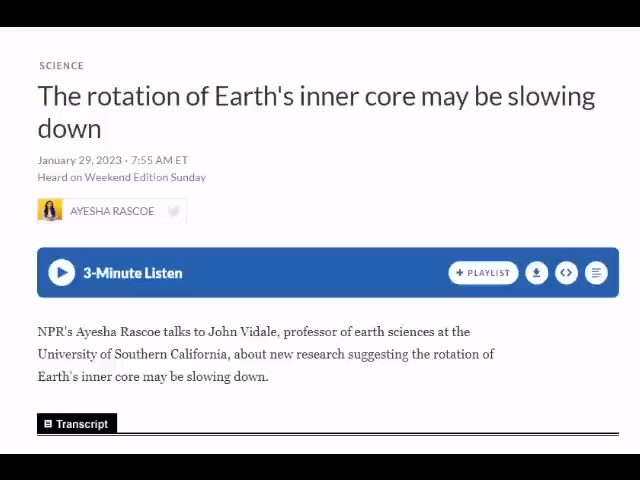 SCIENCE
The rotation of Earth's inner core may be slowing
down
January 29, 2023 · 7:55 AM ET
Heard on Weekend Edition Sunday
AYESHA RASCOE
3-Minute Listen
+ PLAYLIST
NPR's Ayesha Rascoe talks to John Vidale, professor of earth sciences at the
University of Southern California, about new research suggesting the rotation of
Earth's inner core may be slowing down.
Transcript